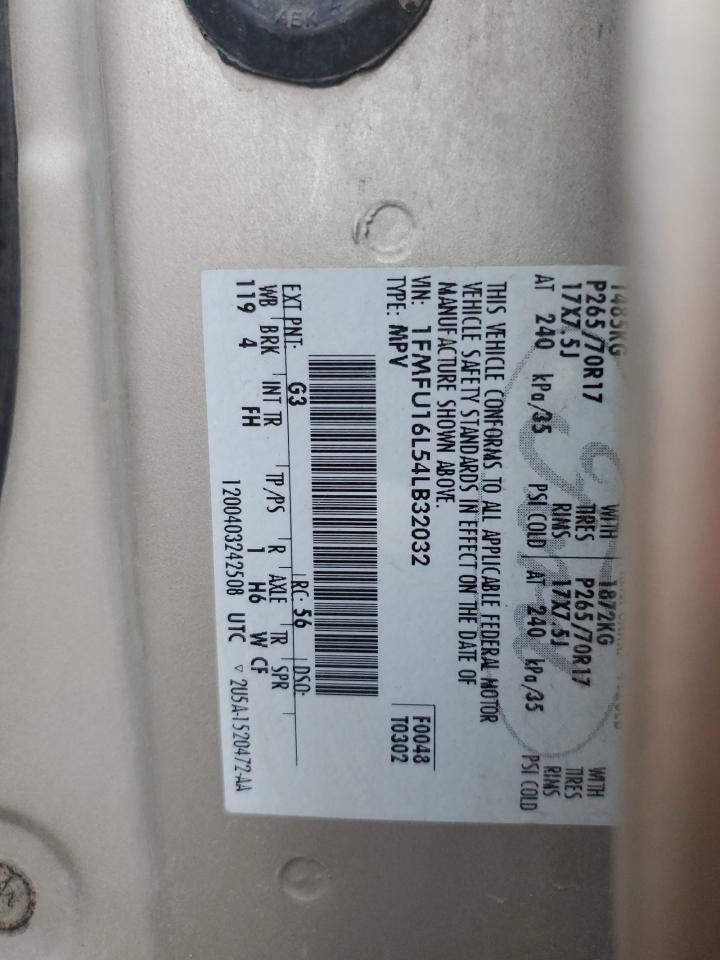 1485KG WITH 1872KG WITH
P265/70R17 TIRES P265/70R17 TIRES
17X7.5J RIMS 17X7.5J RIMS
AT 240 kPa/35 PSI COLD AT 240 kPa/35 PSI COLD
THIS VEHICLE CONFORMS TO ALL APPLICABLE FEDERAL MOTOR
VEHICLE SAFETY STANDARDS IN EFFECT ON THE DATE OF
MANUFACTURE SHOWN ABOVE.
VIN: 1FMFU16L54LB32032 F0048
TYPE: MPV T0302
EXT PNT: G3 RC: 56 DSO:
WB BRK INT TR TP/PS R AXLE TR SPR
119 4 FH 1 H6 W CF
1200403242508 UTC ▽ 2U5A-1520472-AA